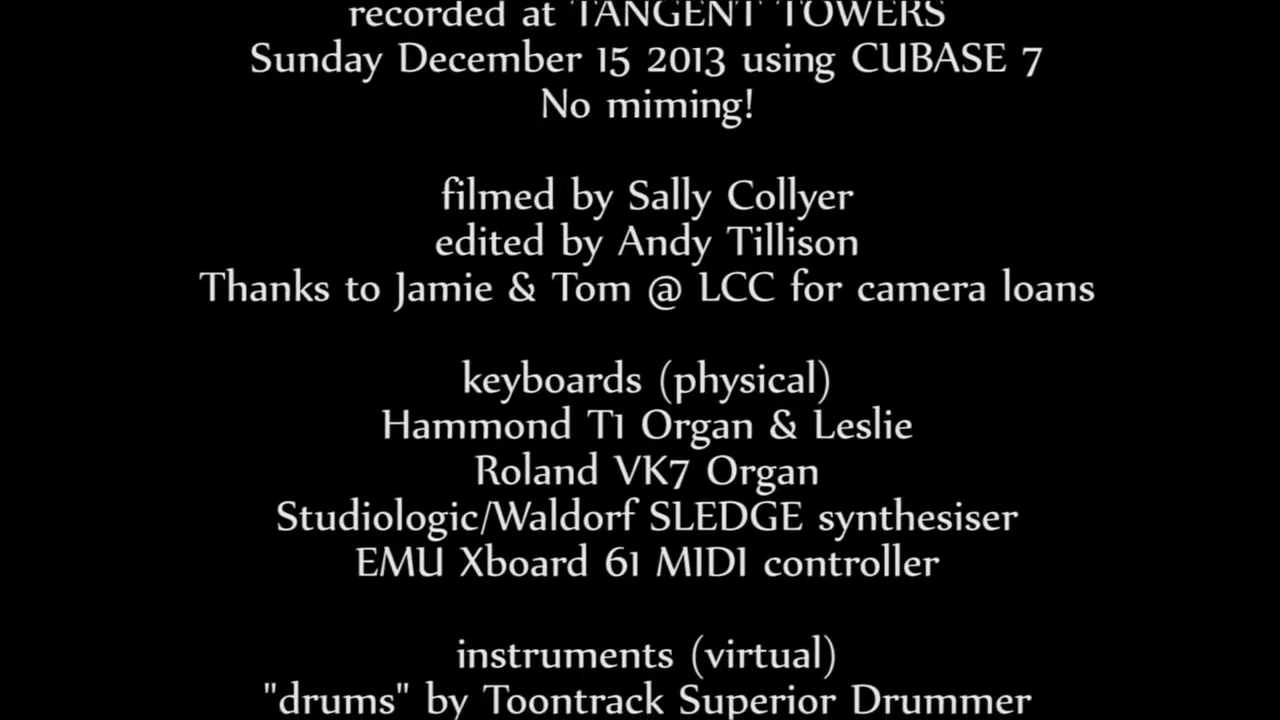 recorded at TANGENT TOWERS
Sunday December 15 2013 using CUBASE 7
No miming!
filmed by Sally Collyer
edited by Andy Tillison
Thanks to Jamie & Tom @ LCC for camera loans
keyboards (physical)
Hammond T1 Organ & Leslie
Roland VK7 Organ
Studiologic/Waldorf SLEDGE synthesiser
EMU Xboard 61 MIDI controller
instruments (virtual)
"drums" by Toontrack Superior Drummer